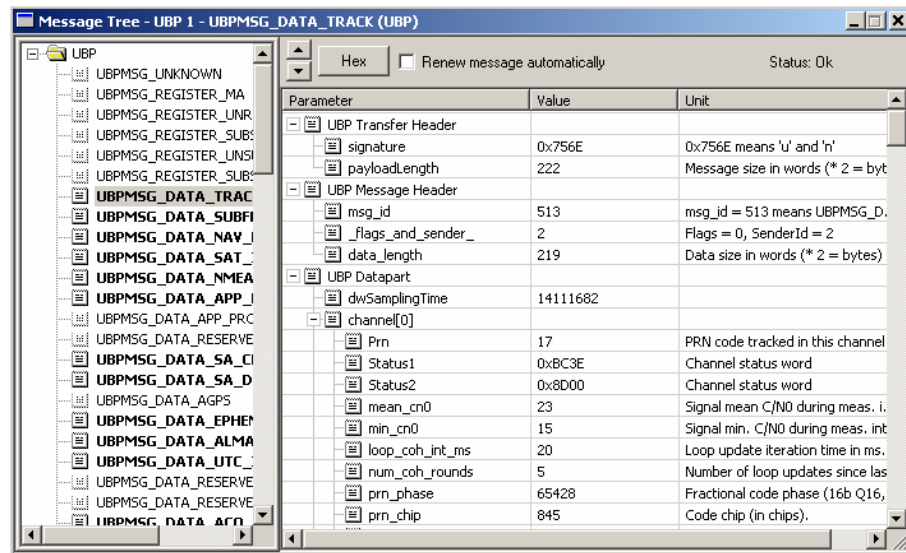 Message Tree - UBP 1 - UBPMSG_DATA_TRACK (UBP)
UBP
UBPMSG_UNKNOWN
UBPMSG_REGISTER_MA
UBPMSG_REGISTER_UNR
UBPMSG_REGISTER_SUBS
UBPMSG_REGISTER_UNSU
UBPMSG_REGISTER_SUBS
UBPMSG_DATA_TRAC
UBPMSG_DATA_SUBF
UBPMSG_DATA_NAV_
UBPMSG_DATA_SAT_
UBPMSG_DATA_NMEA
UBPMSG_DATA_APP_
UBPMSG_DATA_APP_PRO
UBPMSG_DATA_RESERVE
UBPMSG_DATA_SA_C
UBPMSG_DATA_SA_D
UBPMSG_DATA_AGPS
UBPMSG_DATA_EPHEM
UBPMSG_DATA_ALMA
UBPMSG_DATA_UTC_
UBPMSG_DATA_RESERVE
UBPMSG_DATA_RESERVE
UBPMSG_DATA_ACQ
Hex Renew message automatically Status: Ok
Parameter Value Unit
UBP Transfer Header
signature 0x756E 0x756E means 'u' and 'n'
payloadLength 222 Message size in words (* 2 = byt
UBP Message Header
msg_id 513 msg_id = 513 means UBPMSG_D.
_flags_and_sender_ 2 Flags = 0, SenderId = 2
data_length 219 Data size in words (* 2 = bytes)
UBP Datapart
dwSamplingTime 14111682
channel[0]
Prn 17 PRN code tracked in this channel
Status1 0xBC3E Channel status word
Status2 0x8D00 Channel status word
mean_cn0 23 Signal mean C/N0 during meas. i.
min_cn0 15 Signal min. C/N0 during meas. int
loop_coh_int_ms 20 Loop update iteration time in ms.
num_coh_rounds 5 Number of loop updates since las
prn_phase 65428 Fractional code phase (16b Q16,
prn_chip 845 Code chip (in chips).